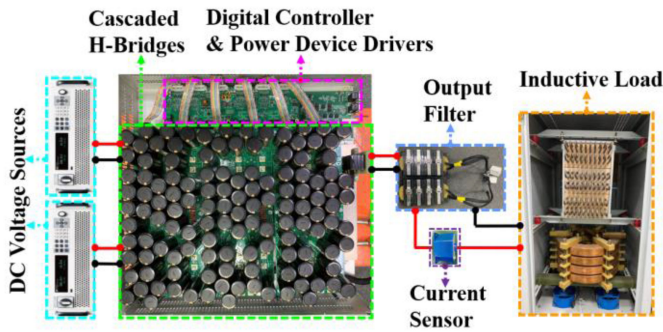 Cascaded
H-Bridges
Digital Controller
& Power Device Drivers
Output
Filter
Inductive Load
DC Voltage Sources
Current
Sensor